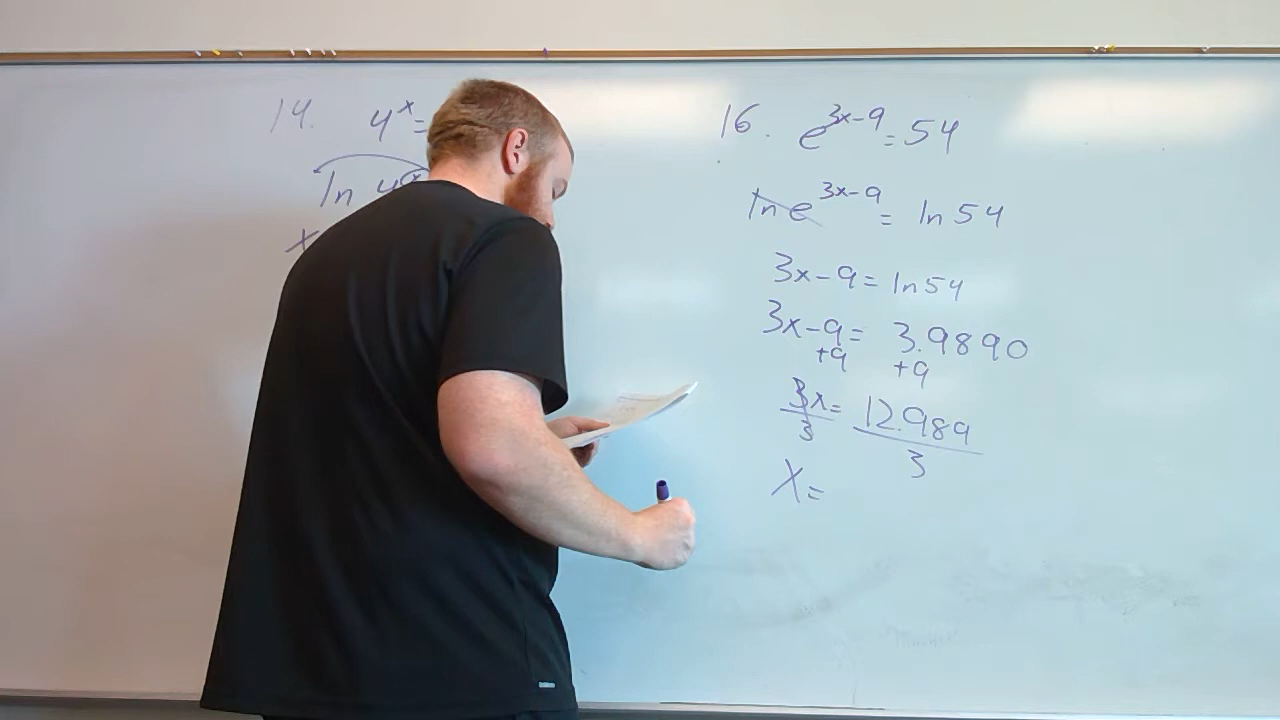 14. 4^x =
ln 4^x
x
16. e^3x-9 = 54
ln e^3x-9 = ln 54
3x-9 = ln 54
3x-9 = 3.9890
+9 +9
3x = 12.989
3 3
x =